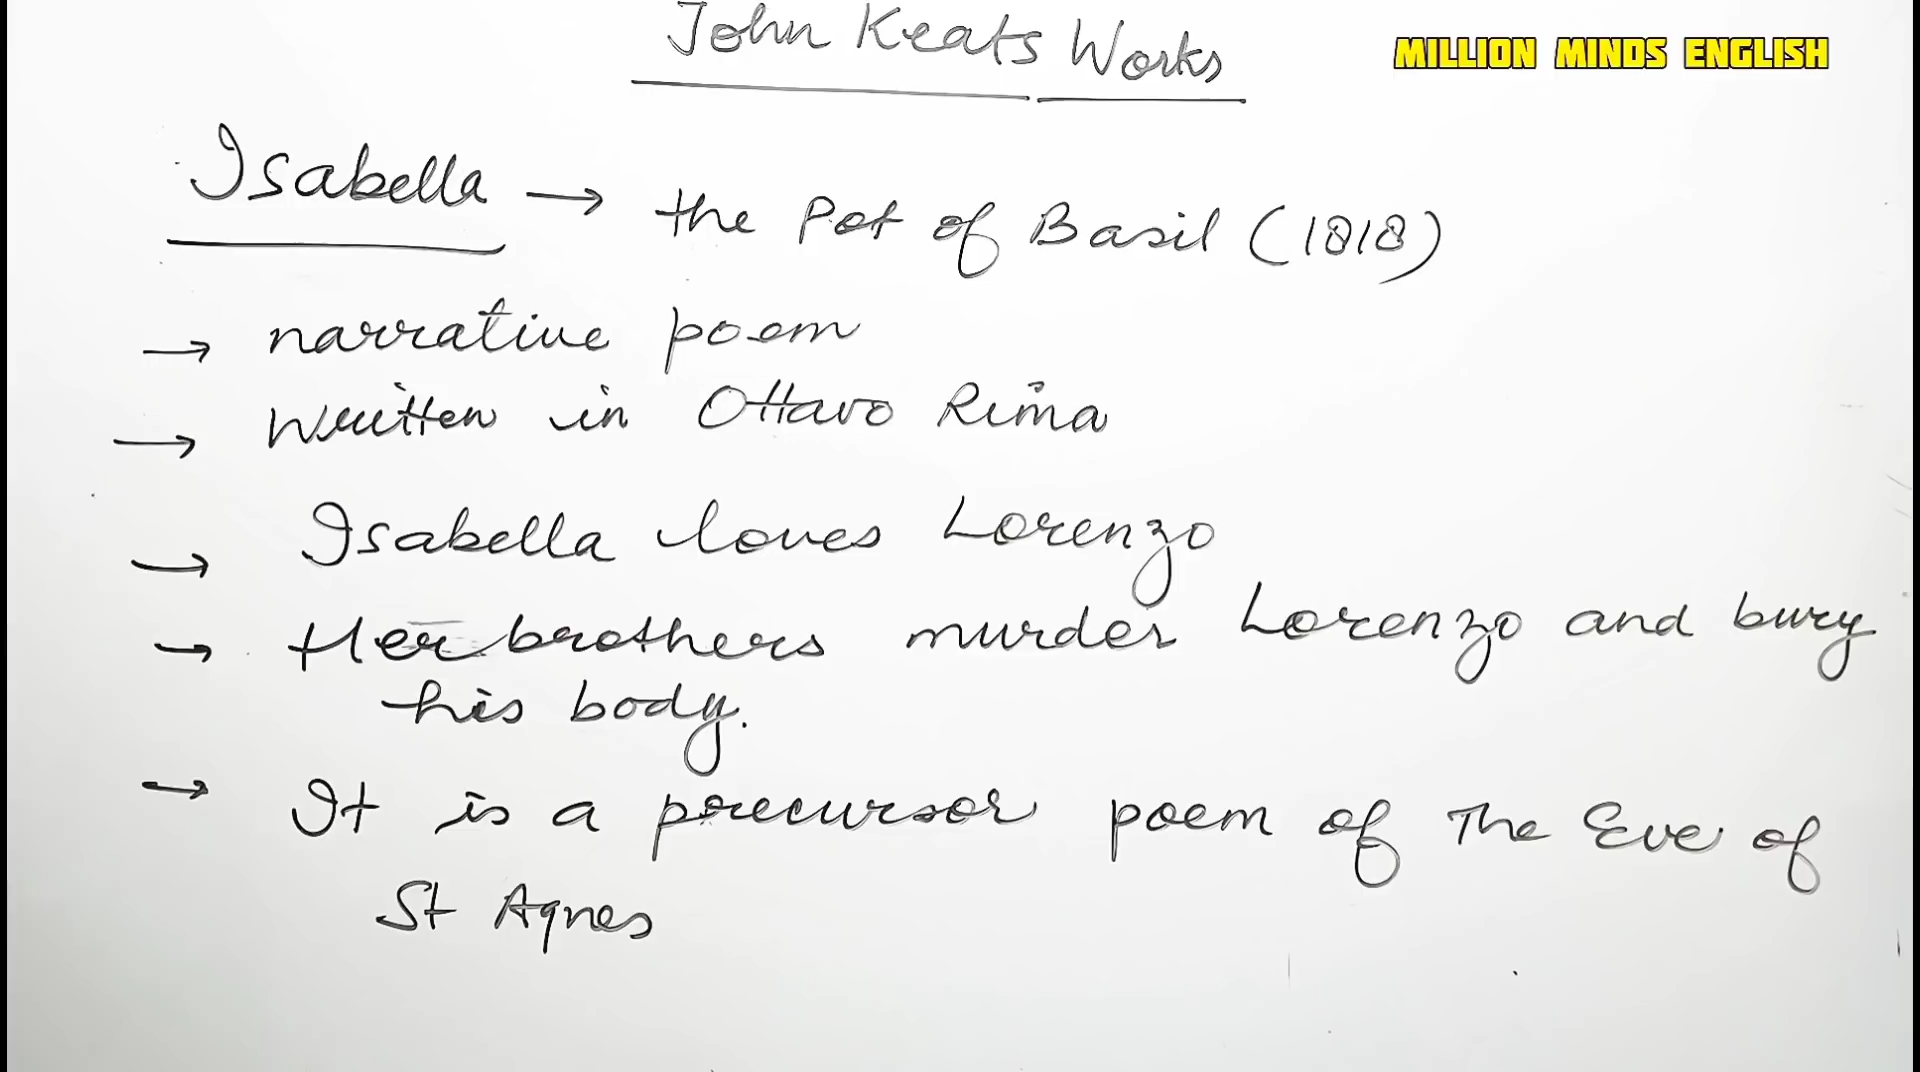 John Keats Works
MILLION MINDS ENGLISH
Isabella → the Pot of Basil (1818)
→ narrative poem
→ Written in Ottavo Rima
→ Isabella loves Lorenzo
→ Her brothers murder Lorenzo and bury
his body.
→ It is a precursor poem of The Eve of
St Agnes